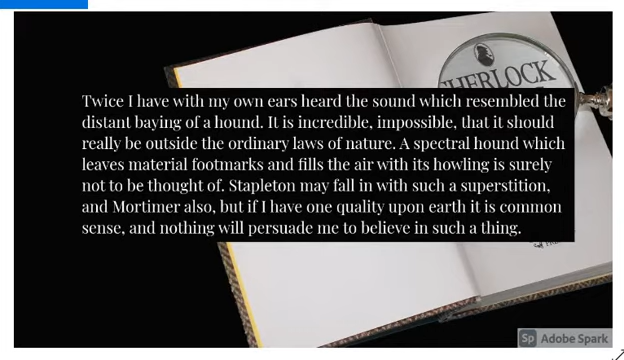 SHERLOCK
Twice I have with my own ears heard the sound which resembled the
distant baying of a hound. It is incredible, impossible, that it should
really be outside the ordinary laws of nature. A spectral hound which
leaves material footmarks and fills the air with its howling is surely
not to be thought of. Stapleton may fall in with such a superstition,
and Mortimer also, but if I have one quality upon earth it is common
sense, and nothing will persuade me to believe in such a thing.
Sp Adobe Spark